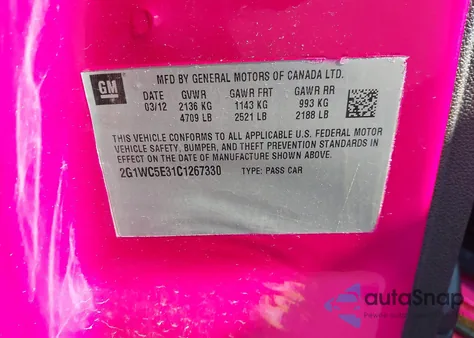 GM
MFD BY GENERAL MOTORS OF CANADA LTD.
DATE GVWR GAWR FRT GAWR RR
03/12 2136 KG 1143 KG 993 KG
4709 LB 2521 LB 2188 LB
THIS VEHICLE CONFORMS TO ALL APPLICABLE U.S. FEDERAL MOTOR
VEHICLE SAFETY, BUMPER, AND THEFT PREVENTION STANDARDS
IN EFFECT ON THE DATE OF MANUFACTURE SHOWN ABOVE.
2G1WC5E31C1267330 TYPE: PASS CAR
autoSnap